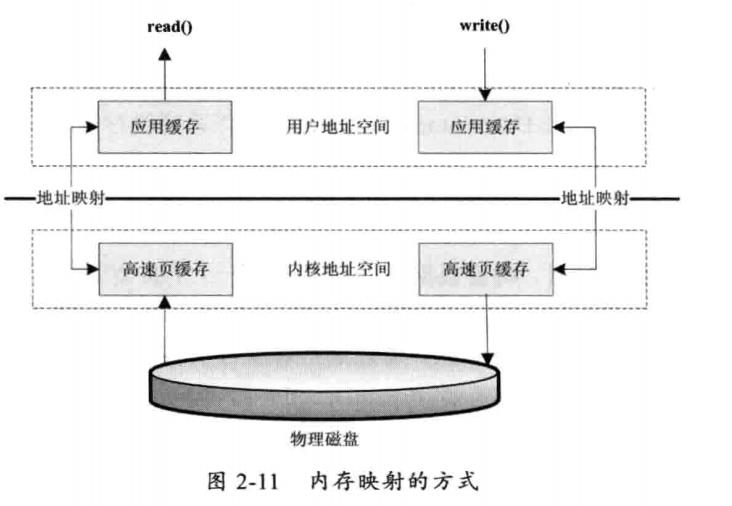 read() write()
应用缓存 用户地址空间 应用缓存
地址映射 地址映射
高速页缓存 内核地址空间 高速页缓存
物理磁盘
图 2-11 内存映射的方式